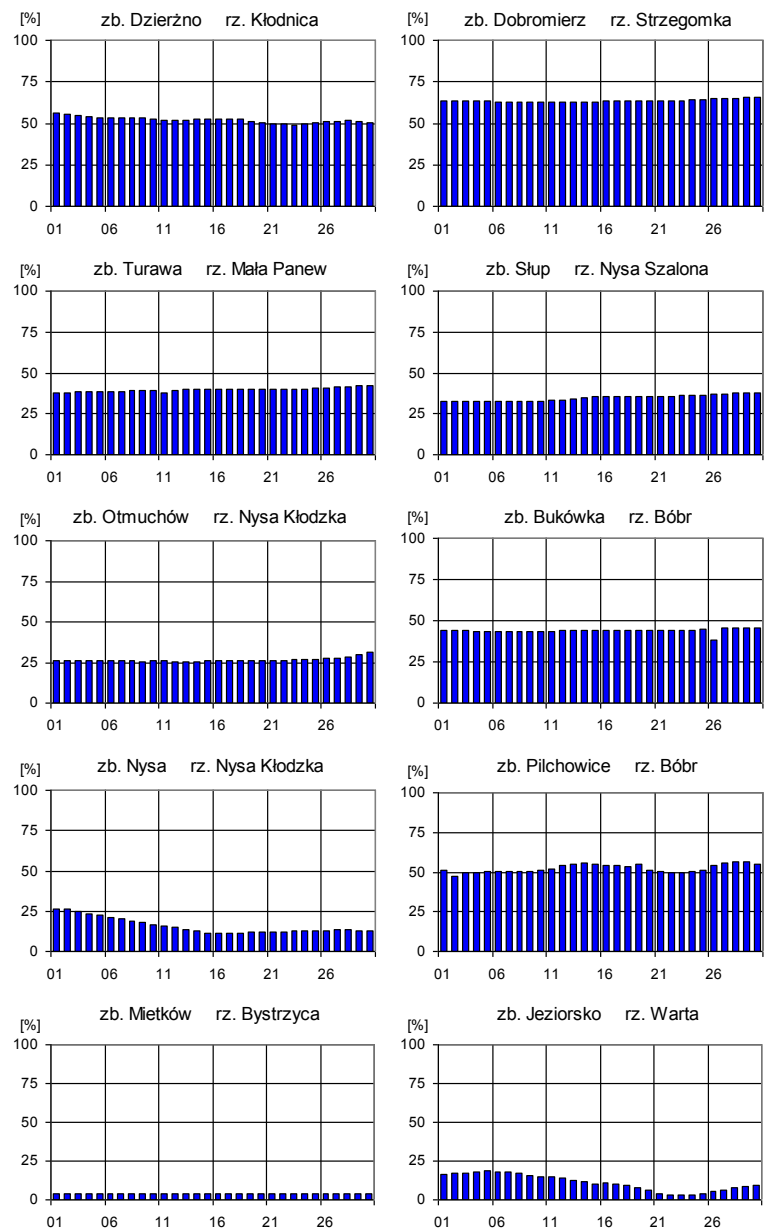 [%] zb. Dzierżno rz. Kłodnica
100
75
50
25
0
01 06 11 16 21 26
zb. Dobromierz rz. Strzegomka
[%]
100
75
50
25
0
01 06 11 16 21 26
[%] zb. Turawa rz. Mała Panew
100
75
50
25
0
01 06 11 16 21 26
[%] zb. Słup rz. Nysa Szalona
100
75
50
25
0
01 06 11 16 21 26
[%] zb. Otmuchów rz. Nysa Kłodzka
100
75
50
25
0
01 06 11 16 21 26
[%] zb. Bukówka rz. Bóbr
100
75
50
25
0
01 06 11 16 21 26
[%] zb. Nysa rz. Nysa Kłodzka
100
75
50
25
0
01 06 11 16 21 26
[%] zb. Pilchowice rz. Bóbr
100
75
50
25
0
01 06 11 16 21 26
zb. Mietków rz. Bystrzyca
[%]
100
75
50
25
0
01 06 11 16 21 26
zb. Jeziorsko rz. Warta
[%]
100
75
50
25
0
01 06 11 16 21 26